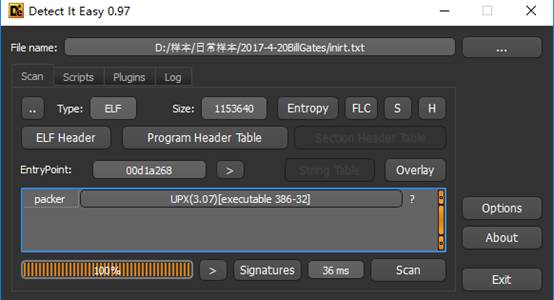 Detect It Easy 0.97
File name: D:/样本/日常样本/2017-4-20BillGates/inirt.txt ...
Scan Scripts Plugins Log
.. Type: ELF Size: 1153640 Entropy FLC S H
ELF Header Program Header Table Section Header Table
EntryPoint: 00d1a268 > String Table Overlay
packer UPX(3.07)[executable 386-32] ?
Options
About
100% > Signatures 36 ms Scan
Exit